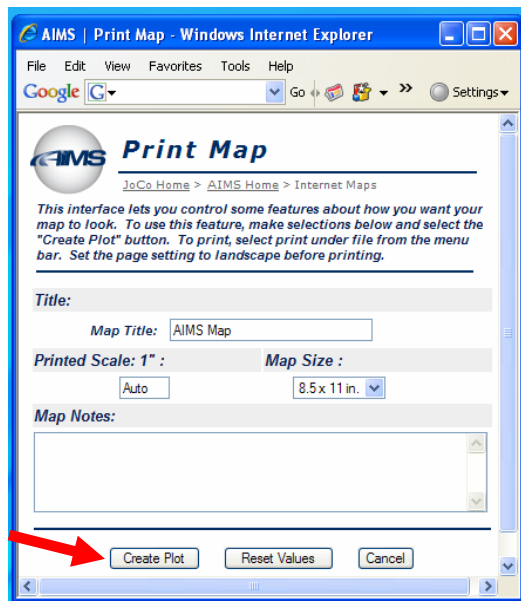 AIMS | Print Map - Windows Internet Explorer
File Edit View Favorites Tools Help
Google G Go >> Settings
AIMS Print Map
JoCo Home > AIMS Home > Internet Maps
This interface lets you control some features about how you want your
map to look. To use this feature, make selections below and select the
"Create Plot" button. To print, select print under file from the menu
bar. Set the page setting to landscape before printing.
Title:
Map Title: AIMS Map
Printed Scale: 1" : Map Size :
Auto 8.5 x 11 in.
Map Notes:
Create Plot Reset Values Cancel